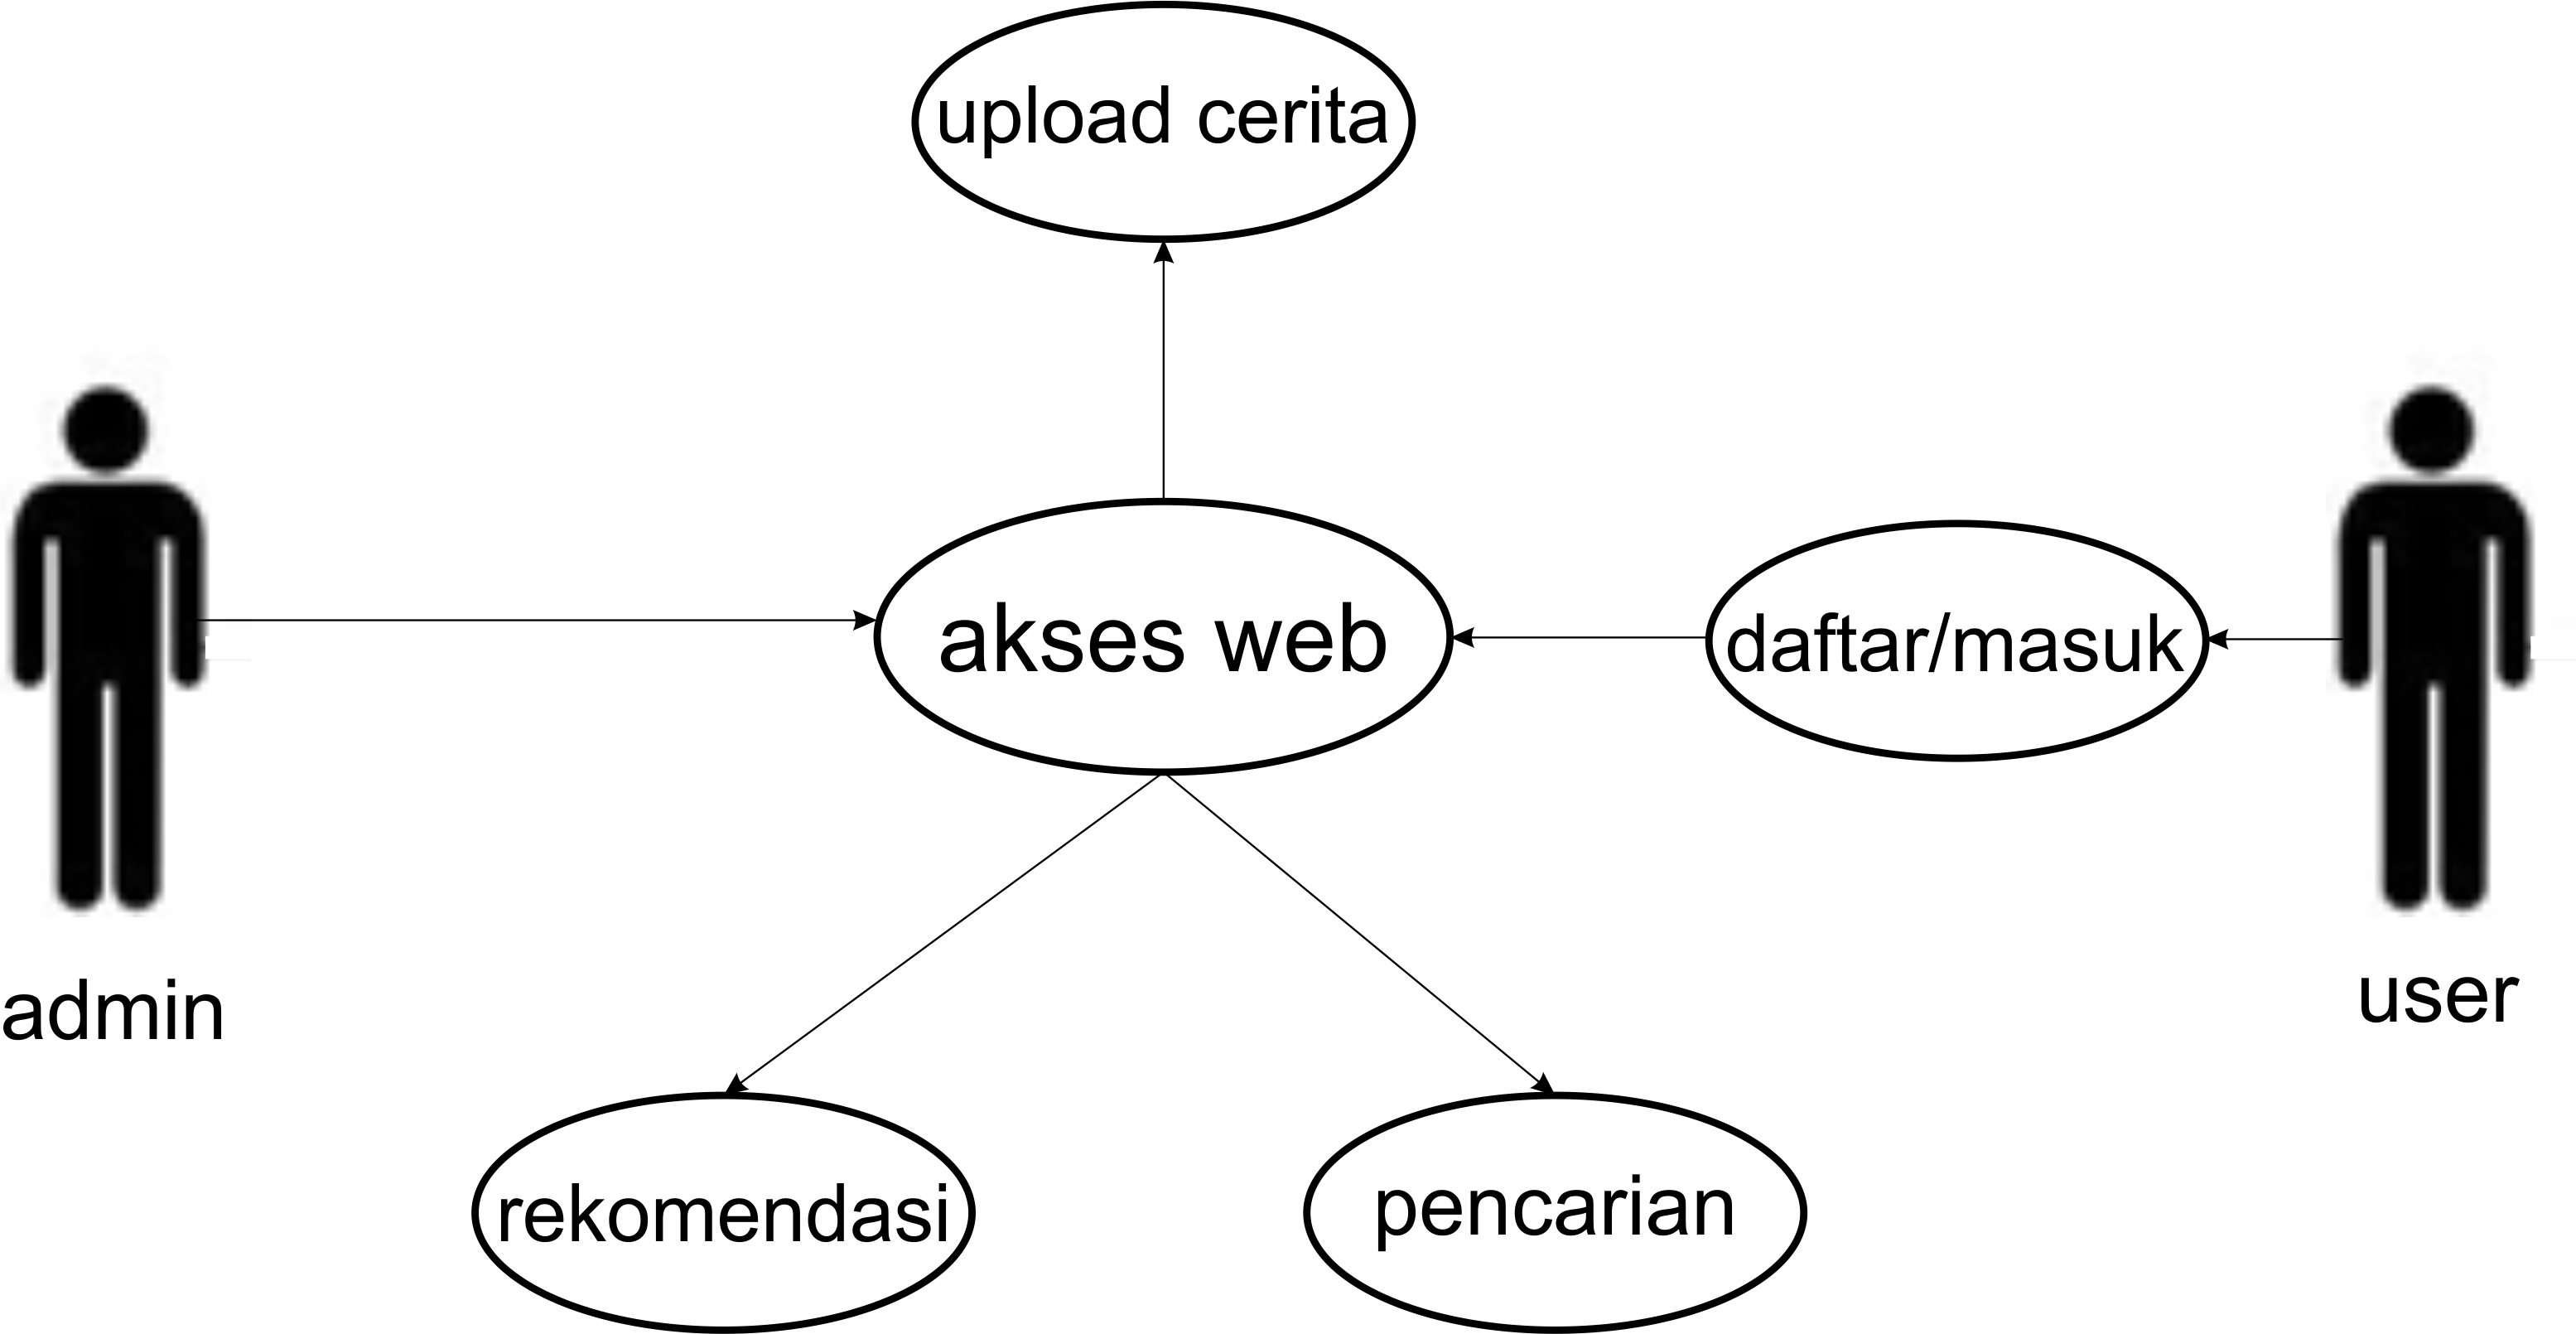 upload cerita
akses web
daftar/masuk
admin
user
rekomendasi
pencarian